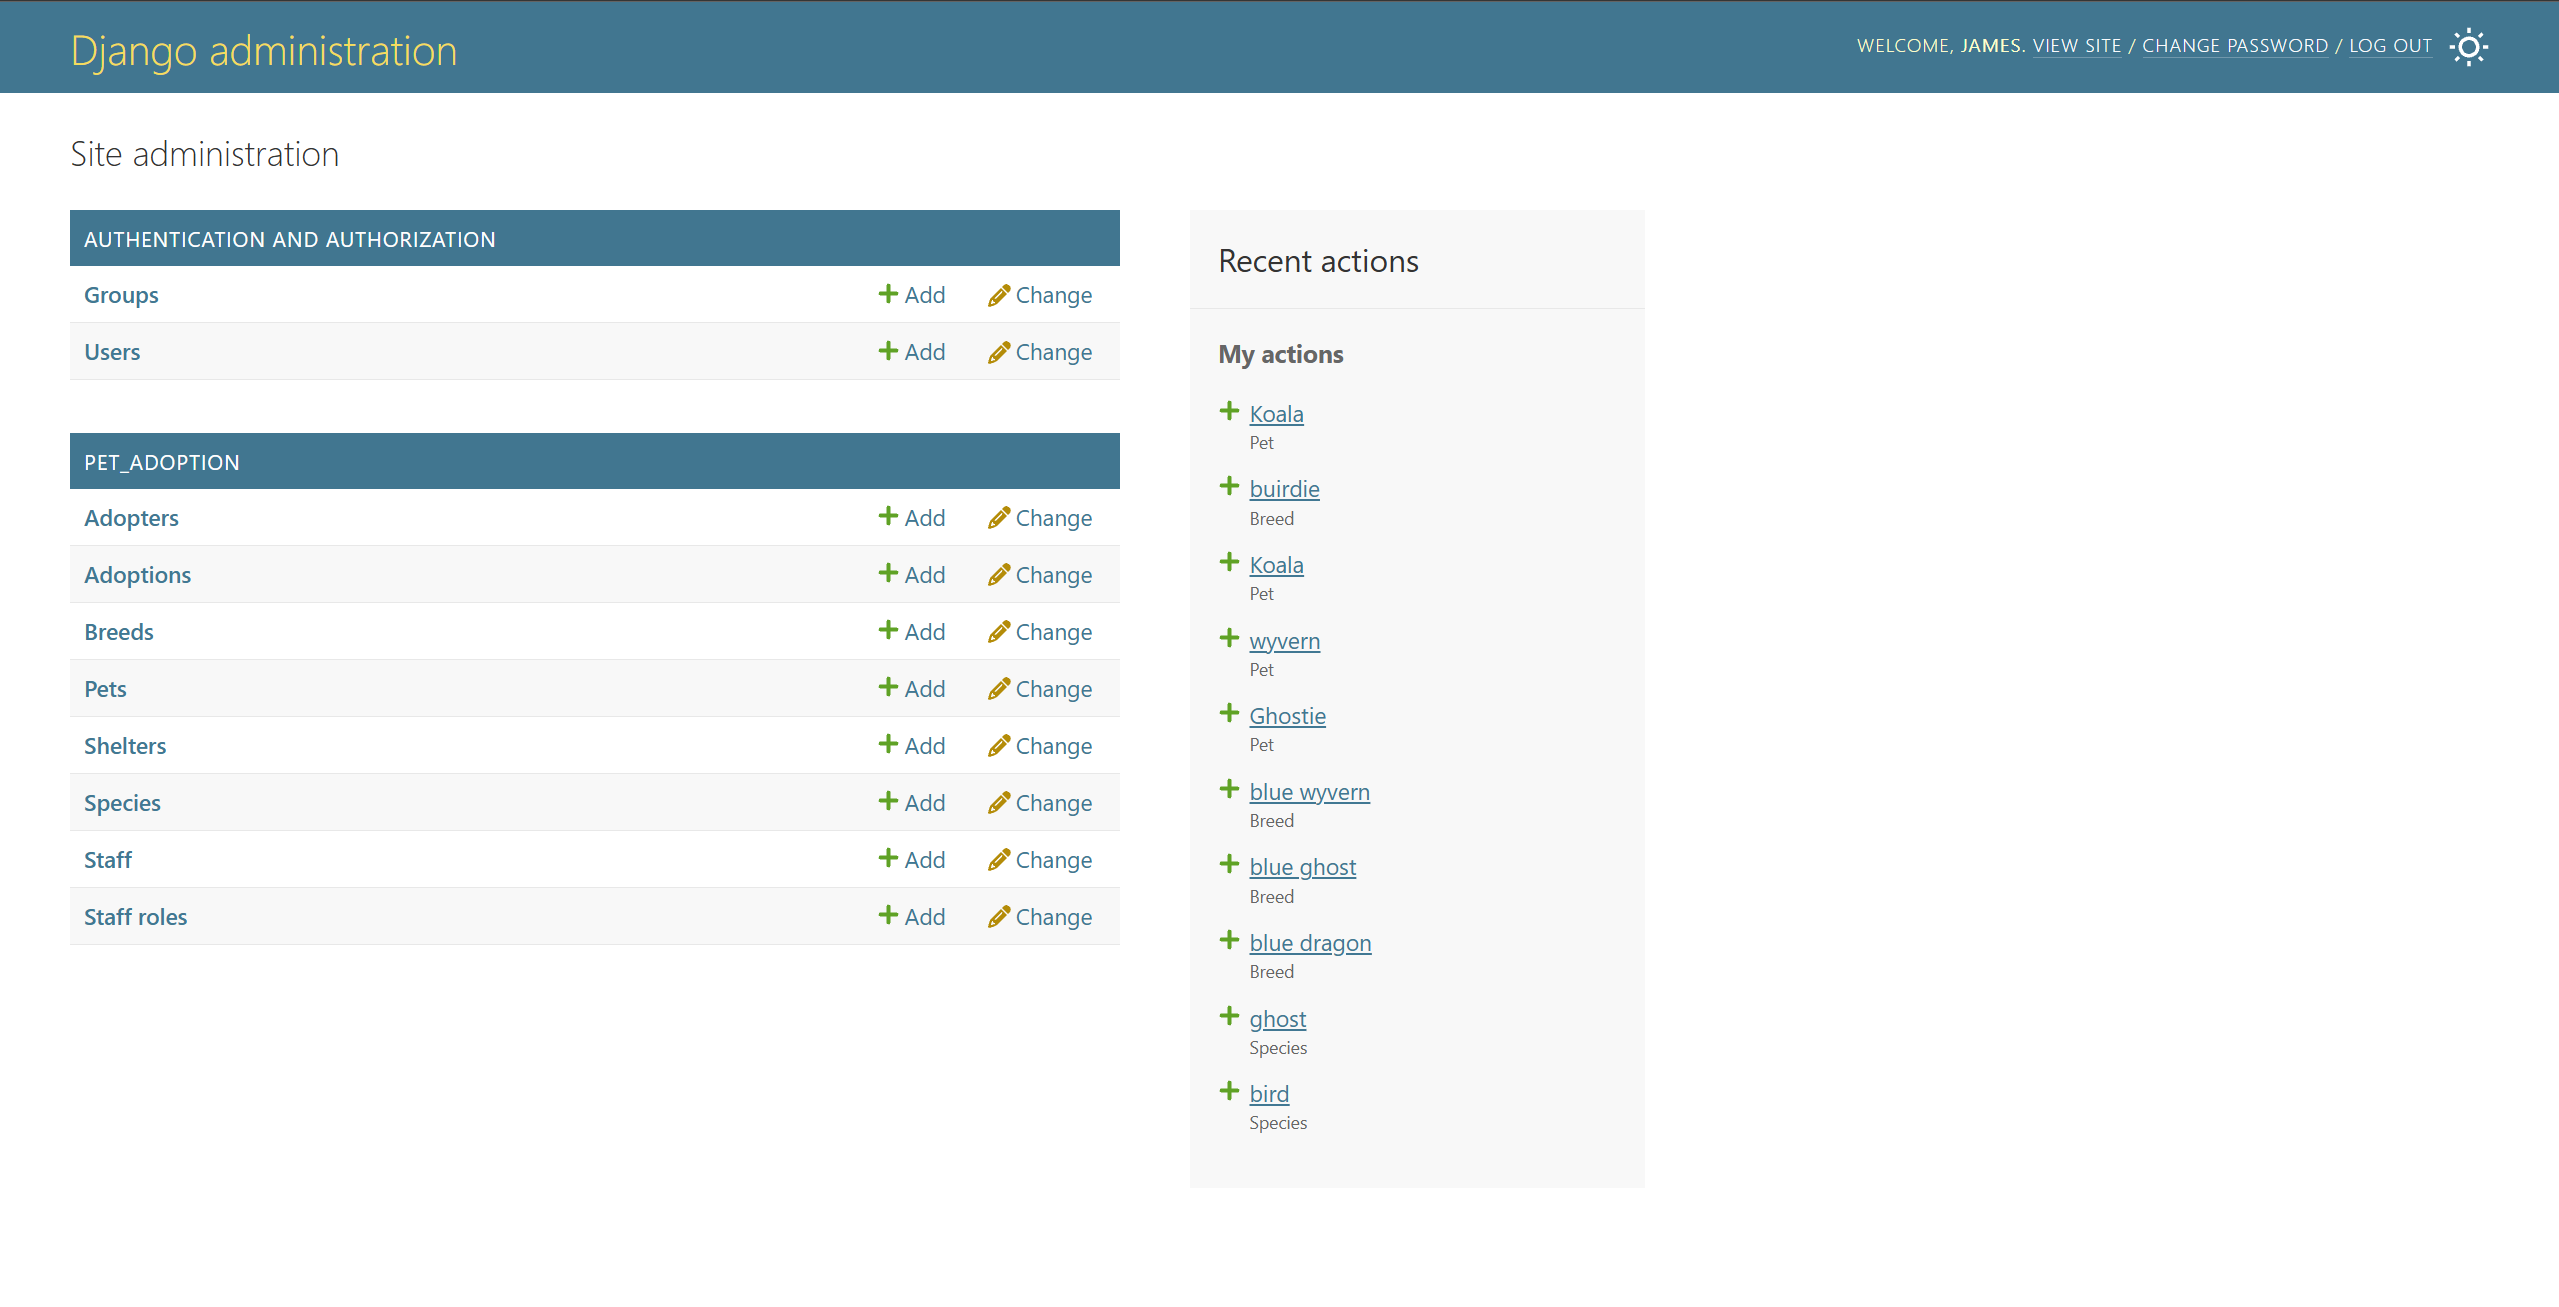 Django administration
WELCOME, JAMES. VIEW SITE / CHANGE PASSWORD / LOG OUT
Site administration
AUTHENTICATION AND AUTHORIZATION
Groups Add Change
Users Add Change
PET_ADOPTION
Adopters Add Change
Adoptions Add Change
Breeds Add Change
Pets Add Change
Shelters Add Change
Species Add Change
Staff Add Change
Staff roles Add Change
Recent actions
My actions
Koala
Pet
buirdie
Breed
Koala
Pet
wyvern
Pet
Ghostie
Pet
blue wyvern
Breed
blue ghost
Breed
blue dragon
Breed
ghost
Species
bird
Species